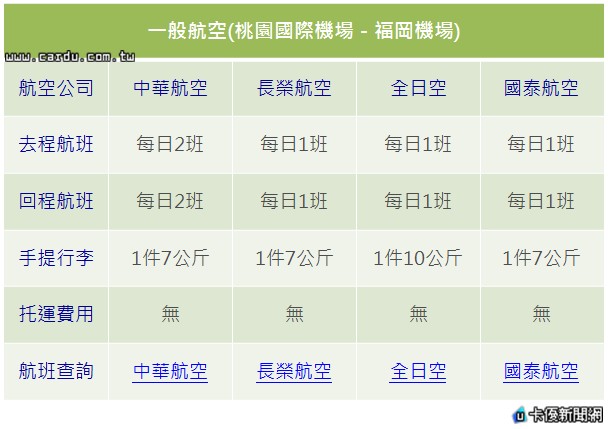 一般航空(桃園國際機場 - 福岡機場)
www.cardu.com.tw
航空公司 中華航空 長榮航空 全日空 國泰航空
去程航班 每日2班 每日1班 每日1班 每日1班
回程航班 每日2班 每日1班 每日1班 每日1班
手提行李 1件7公斤 1件7公斤 1件10公斤 1件7公斤
托運費用 無 無 無 無
航班查詢 中華航空 長榮航空 全日空 國泰航空
u 卡優新聞網